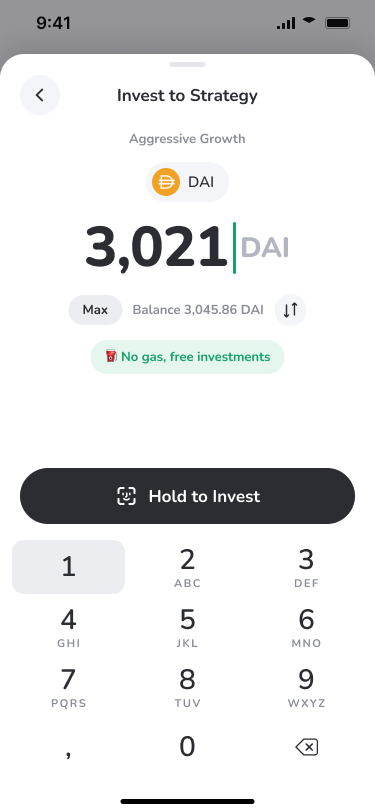 9:41
Invest to Strategy
Aggressive Growth
DAI
3,021 DAI
Max Balance 3,045.86 DAI
No gas, free investments
Hold to Invest
1 2 3
ABC DEF
4 5 6
GHI JKL MNO
7 8 9
PQRS TUV WXYZ
, 0